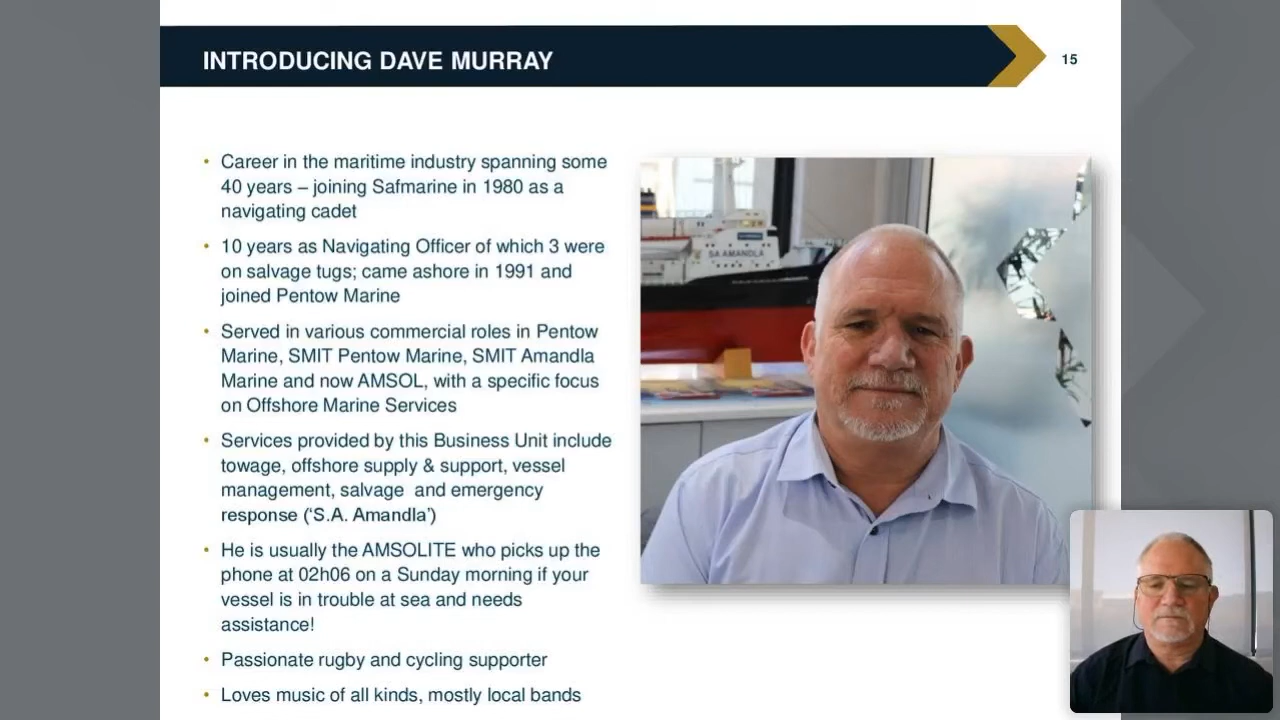 INTRODUCING DAVE MURRAY
15
• Career in the maritime industry spanning some
40 years – joining Safmarine in 1980 as a
navigating cadet
• 10 years as Navigating Officer of which 3 were
on salvage tugs; came ashore in 1991 and
joined Pentow Marine
• Served in various commercial roles in Pentow
Marine, SMIT Pentow Marine, SMIT Amandla
Marine and now AMSOL, with a specific focus
on Offshore Marine Services
• Services provided by this Business Unit include
towage, offshore supply & support, vessel
management, salvage and emergency
response (‘S.A. Amandla’)
• He is usually the AMSOLITE who picks up the
phone at 02h06 on a Sunday morning if your
vessel is in trouble at sea and needs
assistance!
• Passionate rugby and cycling supporter
• Loves music of all kinds, mostly local bands
SA AMANDLA